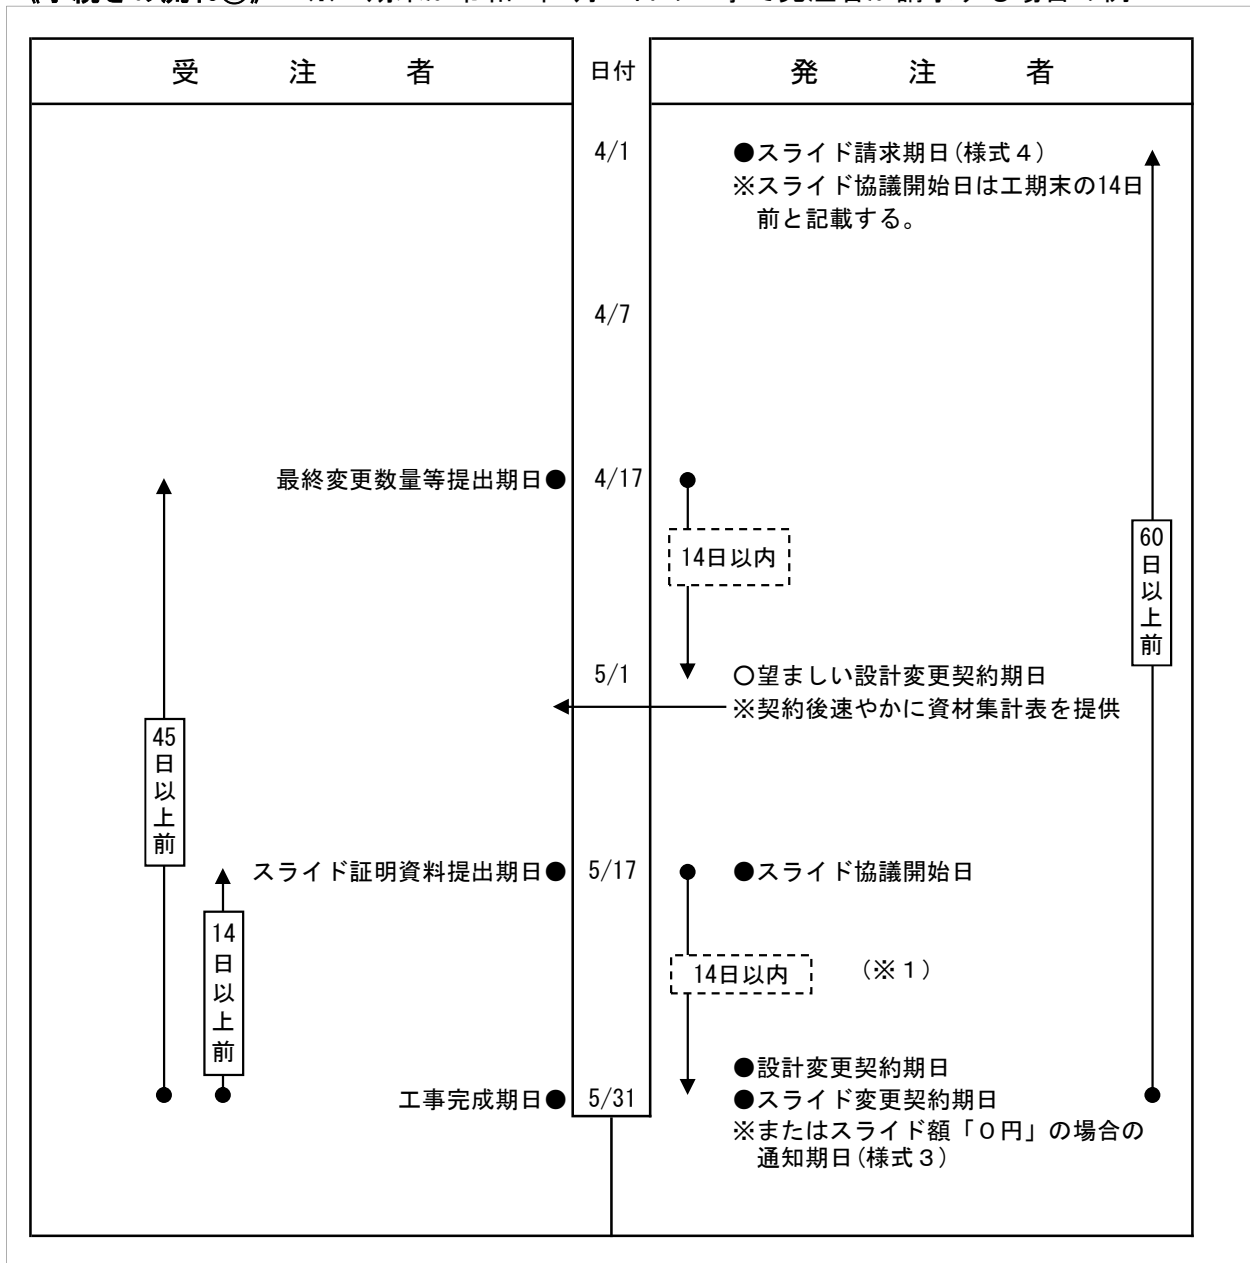 受注者 日付 発注者
4/1 ●スライド請求期日(様式４)
※スライド協議開始日は工期末の14日
前と記載する。
4/7
最終変更数量等提出期日● 4/17
14日以内
60日以上前
5/1 ○望ましい設計変更契約期日
※契約後速やかに資材集計表を提供
45日以上前
スライド証明資料提出期日● 5/17 ●スライド協議開始日
14日以上前
14日以内 (※１)
●設計変更契約期日
工事完成期日● 5/31 ●スライド変更契約期日
※またはスライド額「０円」の場合の
通知期日(様式３)